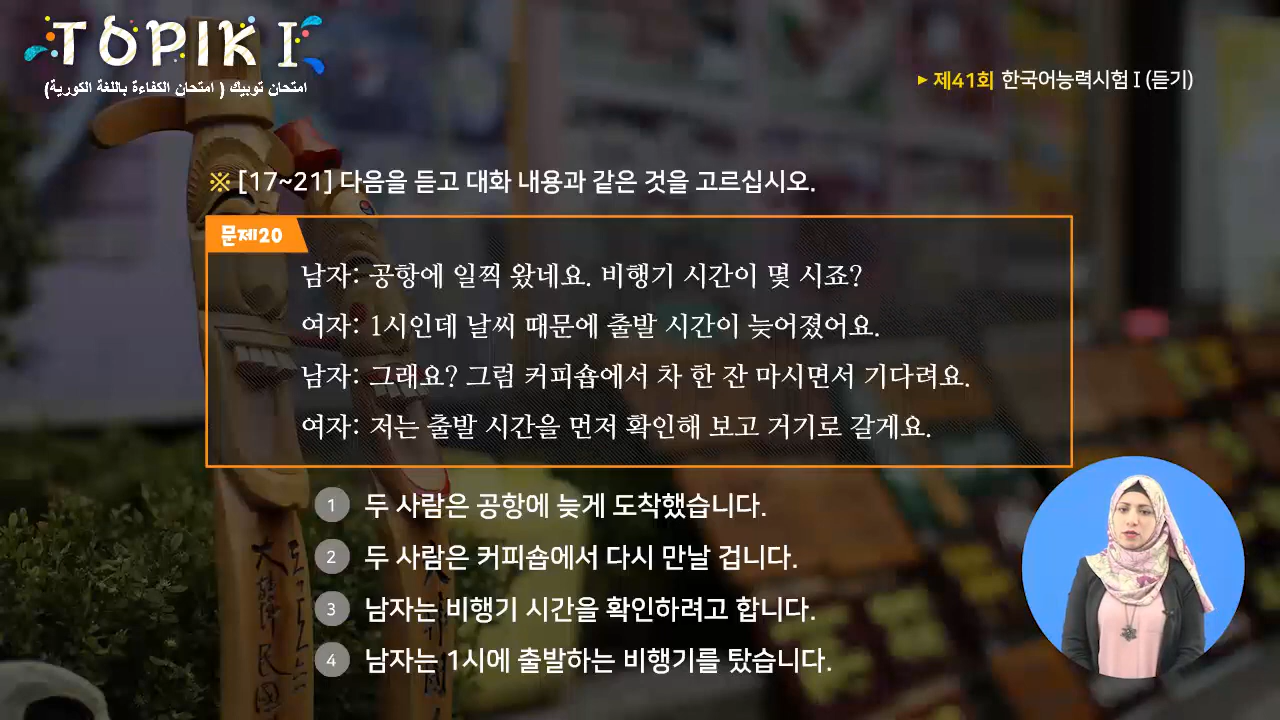 TOPIK I
امتحان توبيك ( امتحان الكفاءة باللغة الكورية)
▸ 제41회 한국어능력시험 I (듣기)
※ [17~21] 다음을 듣고 대화 내용과 같은 것을 고르십시오.
문제20
남자: 공항에 일찍 왔네요. 비행기 시간이 몇 시죠?
여자: 1시인데 날씨 때문에 출발 시간이 늦어졌어요.
남자: 그래요? 그럼 커피숍에서 차 한 잔 마시면서 기다려요.
여자: 저는 출발 시간을 먼저 확인해 보고 거기로 갈게요.
1 두 사람은 공항에 늦게 도착했습니다.
2 두 사람은 커피숍에서 다시 만날 겁니다.
3 남자는 비행기 시간을 확인하려고 합니다.
4 남자는 1시에 출발하는 비행기를 탔습니다.
大韓民國